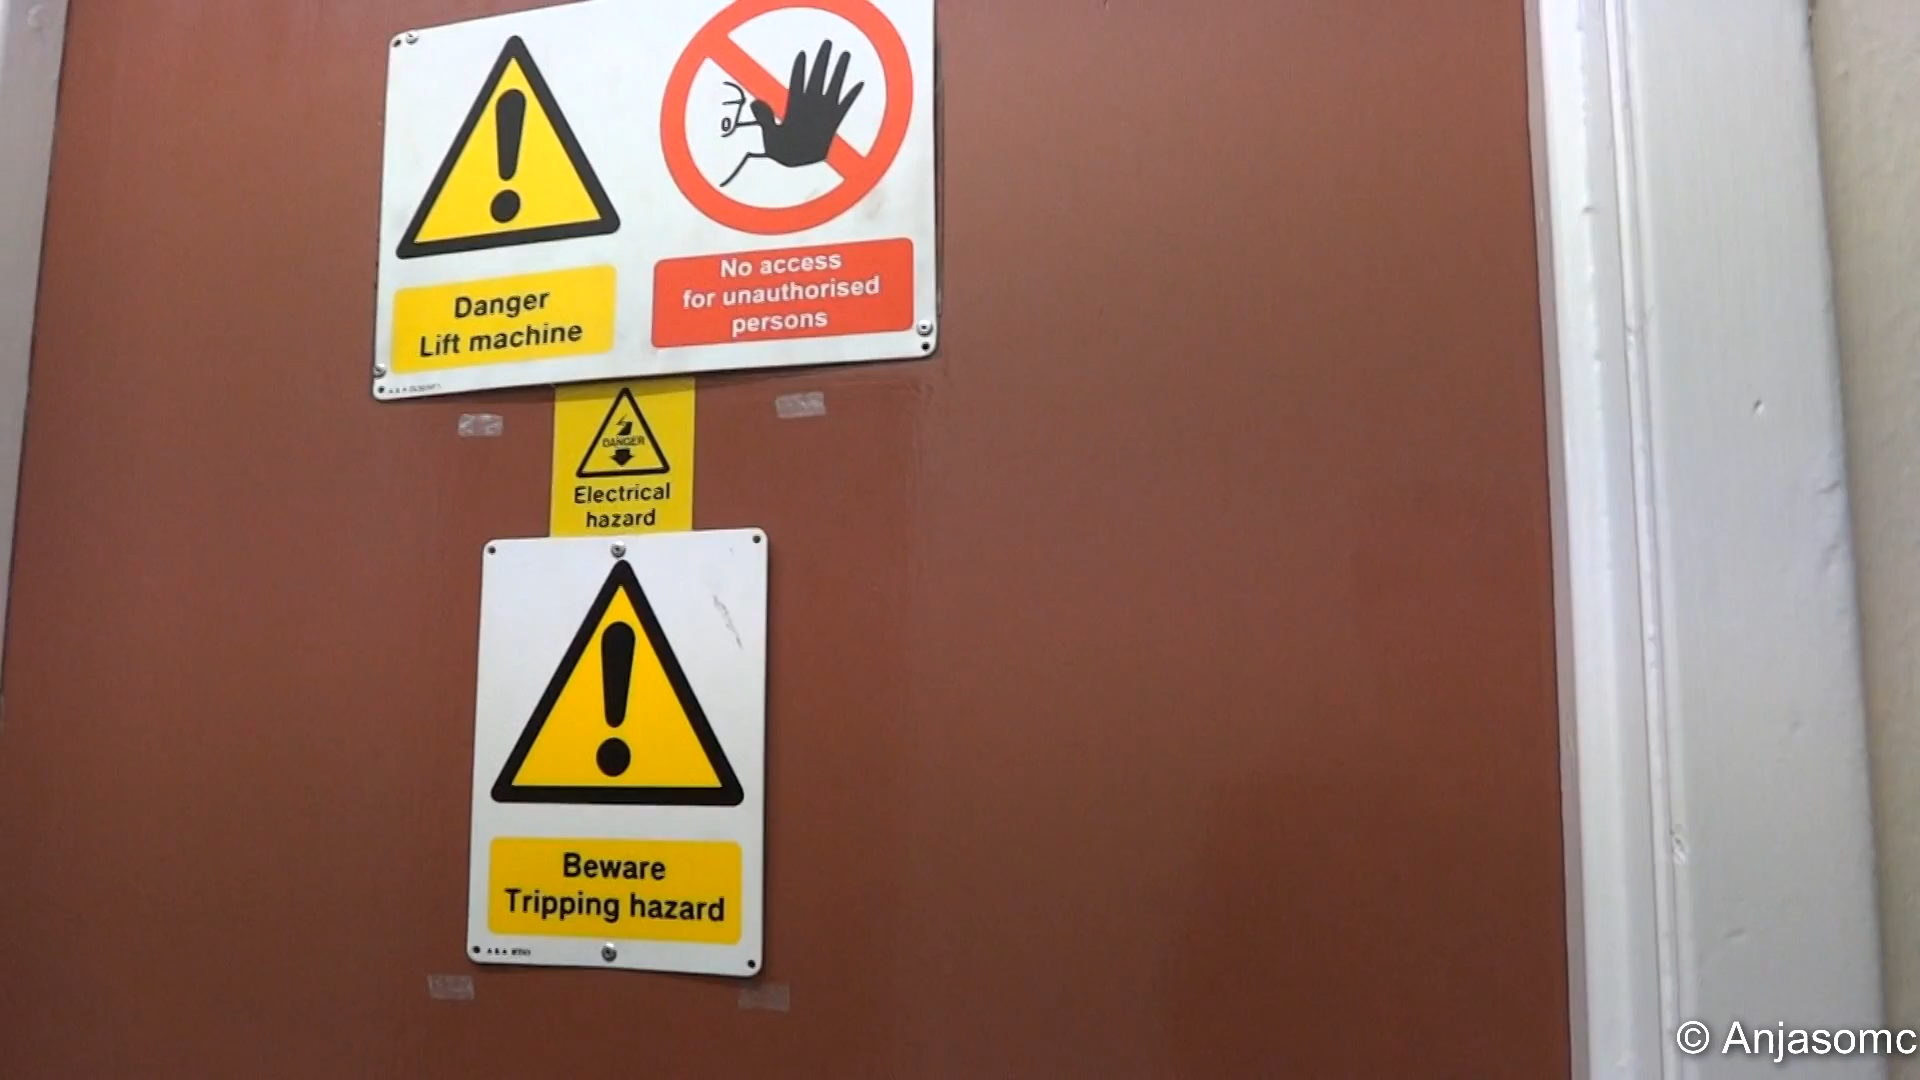 Danger
Lift machine
No access
for unauthorised
persons
DANGER
Electrical
hazard
Beware
Tripping hazard
© Anjasomc